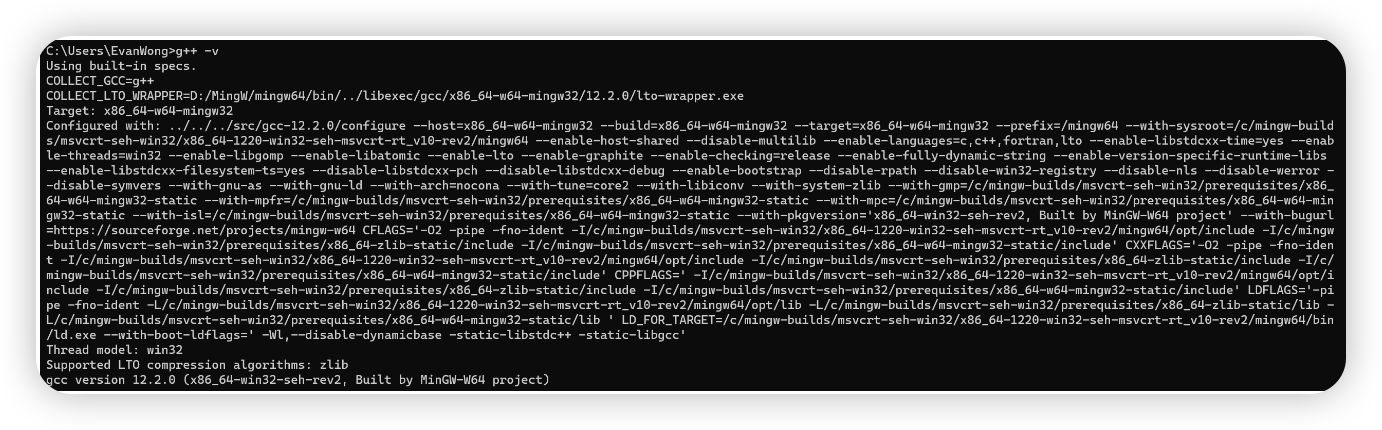 C:\Users\EvanWong>g++ -v
Using built-in specs.
COLLECT_GCC=g++
COLLECT_LTO_WRAPPER=D:/MingW/mingw64/bin/../libexec/gcc/x86_64-w64-mingw32/12.2.0/lto-wrapper.exe
Target: x86_64-w64-mingw32
Configured with: ../../../src/gcc-12.2.0/configure --host=x86_64-w64-mingw32 --build=x86_64-w64-mingw32 --target=x86_64-w64-mingw32 --prefix=/mingw64 --with-sysroot=/c/mingw-build
s/msvcrt-seh-win32/x86_64-1220-win32-seh-msvcrt-rt_v10-rev2/mingw64 --enable-host-shared --disable-multilib --enable-languages=c,c++,fortran,lto --enable-libstdcxx-time=yes --enab
le-threads=win32 --enable-libgomp --enable-libatomic --enable-lto --enable-graphite --enable-checking=release --enable-fully-dynamic-string --enable-version-specific-runtime-libs
--enable-libstdcxx-filesystem-ts=yes --disable-libstdcxx-pch --disable-libstdcxx-debug --enable-bootstrap --disable-rpath --disable-win32-registry --disable-nls --disable-werror -
-disable-symvers --with-gnu-as --with-gnu-ld --with-arch=nocona --with-tune=core2 --with-libiconv --with-system-zlib --with-gmp=/c/mingw-builds/msvcrt-seh-win32/prerequisites/x86_
64-w64-mingw32-static --with-mpfr=/c/mingw-builds/msvcrt-seh-win32/prerequisites/x86_64-w64-mingw32-static --with-mpc=/c/mingw-builds/msvcrt-seh-win32/prerequisites/x86_64-w64-min
gw32-static --with-isl=/c/mingw-builds/msvcrt-seh-win32/prerequisites/x86_64-w64-mingw32-static --with-pkgversion='x86_64-win32-seh-rev2, Built by MinGW-W64 project' --with-bugurl
=https://sourceforge.net/projects/mingw-w64 CFLAGS='-O2 -pipe -fno-ident -I/c/mingw-builds/msvcrt-seh-win32/x86_64-1220-win32-seh-msvcrt-rt_v10-rev2/mingw64/opt/include -I/c/mingw
-builds/msvcrt-seh-win32/prerequisites/x86_64-zlib-static/include -I/c/mingw-builds/msvcrt-seh-win32/prerequisites/x86_64-w64-mingw32-static/include' CXXFLAGS='-O2 -pipe -fno-iden
t -I/c/mingw-builds/msvcrt-seh-win32/x86_64-1220-win32-seh-msvcrt-rt_v10-rev2/mingw64/opt/include -I/c/mingw-builds/msvcrt-seh-win32/prerequisites/x86_64-zlib-static/include -I/c/
mingw-builds/msvcrt-seh-win32/prerequisites/x86_64-w64-mingw32-static/include' CPPFLAGS=' -I/c/mingw-builds/msvcrt-seh-win32/x86_64-1220-win32-seh-msvcrt-rt_v10-rev2/mingw64/opt/i
nclude -I/c/mingw-builds/msvcrt-seh-win32/prerequisites/x86_64-zlib-static/include -I/c/mingw-builds/msvcrt-seh-win32/prerequisites/x86_64-w64-mingw32-static/include' LDFLAGS='-pi
pe -fno-ident -L/c/mingw-builds/msvcrt-seh-win32/x86_64-1220-win32-seh-msvcrt-rt_v10-rev2/mingw64/opt/lib -L/c/mingw-builds/msvcrt-seh-win32/prerequisites/x86_64-zlib-static/lib -
L/c/mingw-builds/msvcrt-seh-win32/prerequisites/x86_64-w64-mingw32-static/lib ' LD_FOR_TARGET=/c/mingw-builds/msvcrt-seh-win32/x86_64-1220-win32-seh-msvcrt-rt_v10-rev2/mingw64/bin
/ld.exe --with-boot-ldflags=' -Wl,--disable-dynamicbase -static-libstdc++ -static-libgcc'
Thread model: win32
Supported LTO compression algorithms: zlib
gcc version 12.2.0 (x86_64-win32-seh-rev2, Built by MinGW-W64 project)